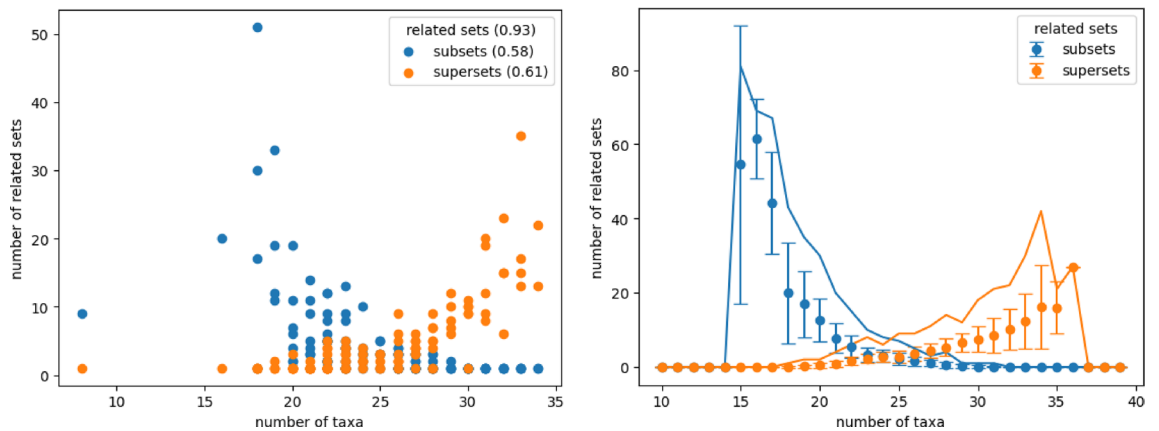 related sets (0.93)
subsets (0.58)
supersets (0.61)
number of related sets
50
40
30
20
10
0
10 15 20 25 30 35
number of taxa
related sets
subsets
supersets
number of related sets
80
60
40
20
0
10 15 20 25 30 35 40
number of taxa